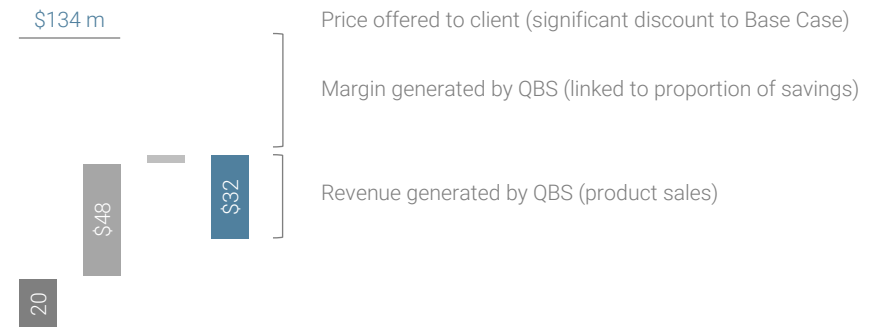 $134 m
Price offered to client (significant discount to Base Case)
Margin generated by QBS (linked to proportion of savings)
Revenue generated by QBS (product sales)
$32
$48
20